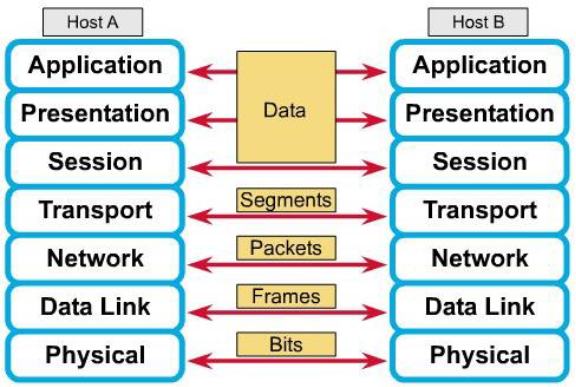 Host A
Host B
Application
Application
Presentation
Data
Presentation
Session
Session
Transport
Segments
Transport
Network
Packets
Network
Data Link
Frames
Data Link
Physical
Bits
Physical